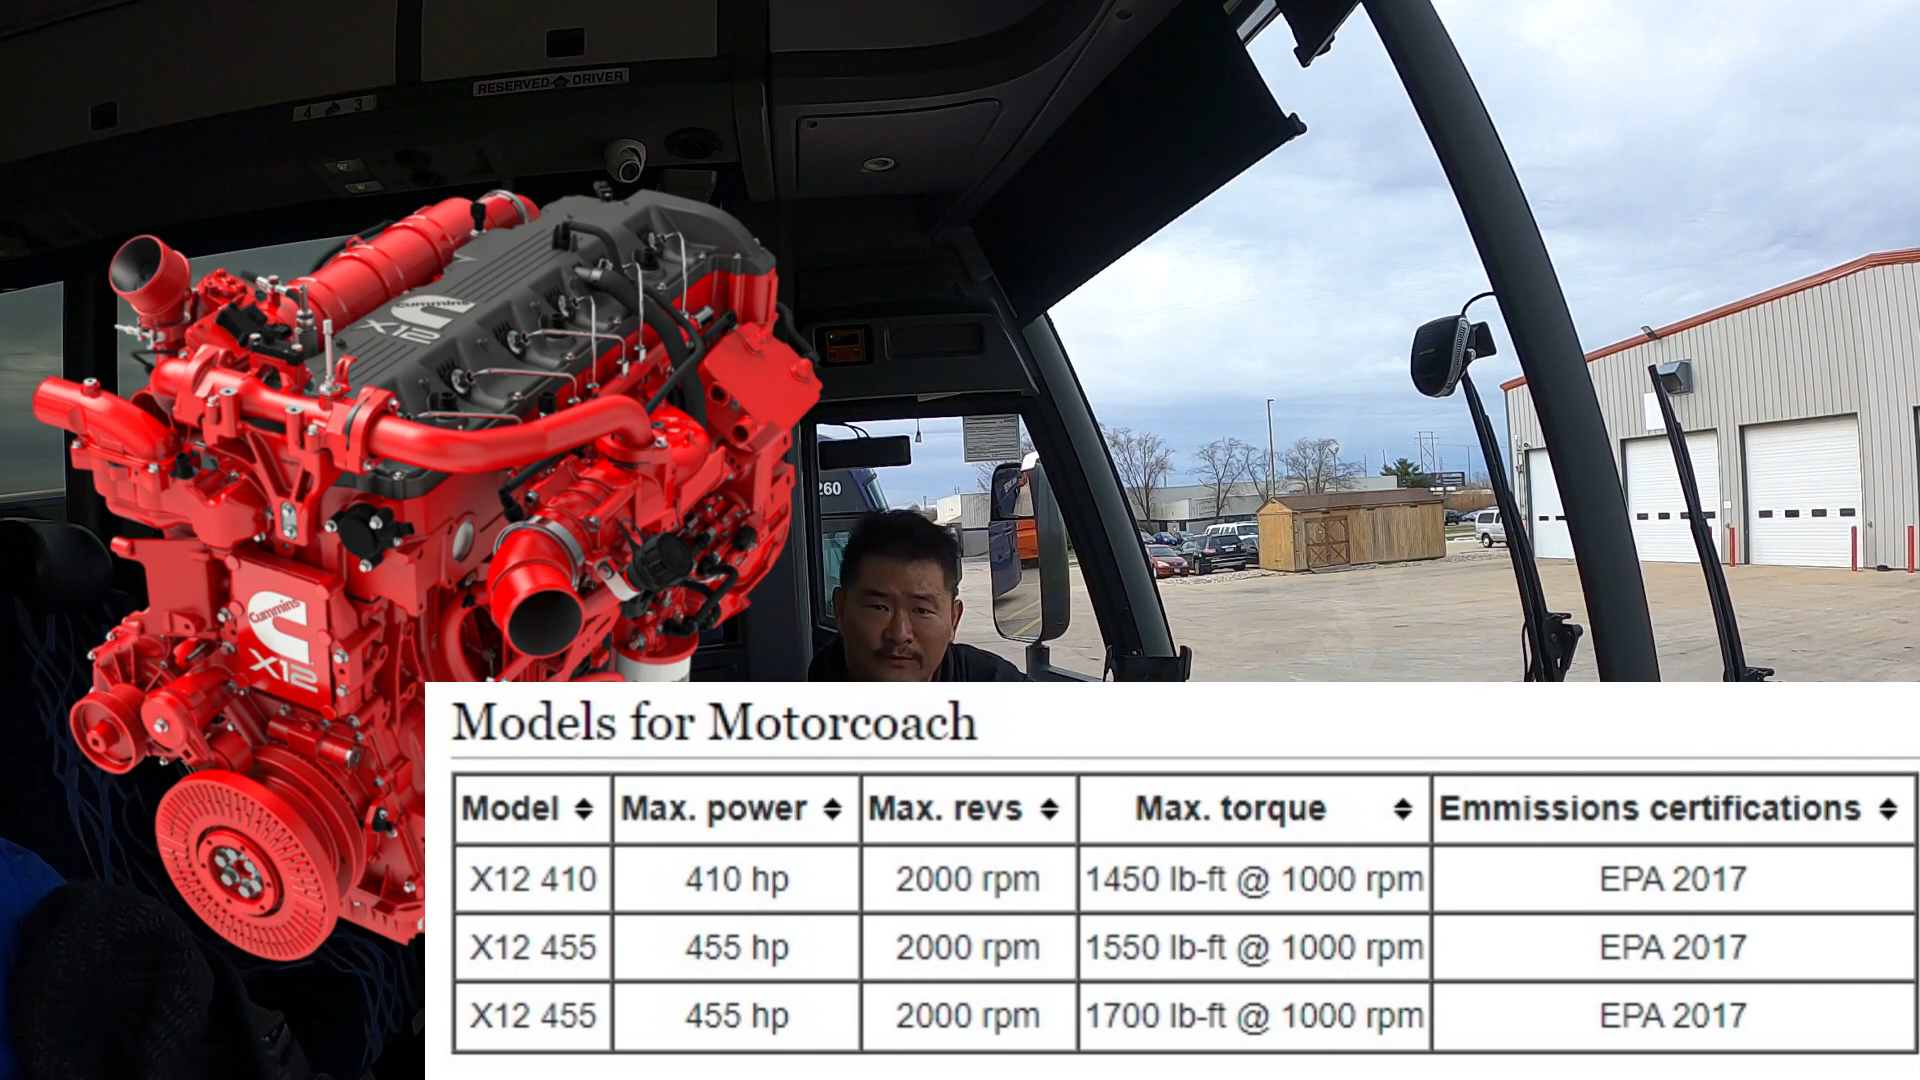 RESERVED DRIVER
4 3
cummins
X12
260
Cummins
X12
Models for Motorcoach
Model Max. power Max. revs Max. torque Emmissions certifications
X12 410 410 hp 2000 rpm 1450 lb-ft @ 1000 rpm EPA 2017
X12 455 455 hp 2000 rpm 1550 lb-ft @ 1000 rpm EPA 2017
X12 455 455 hp 2000 rpm 1700 lb-ft @ 1000 rpm EPA 2017